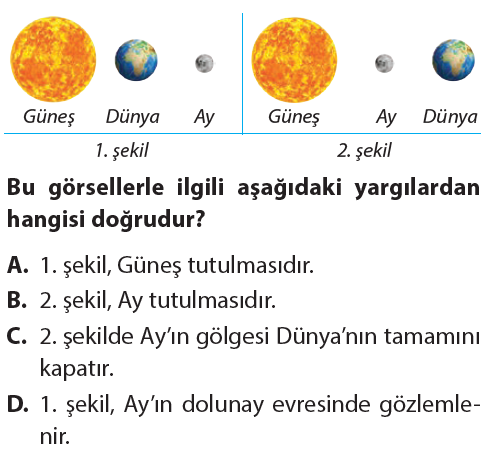 Güneş Dünya Ay
Güneş Ay Dünya
1. şekil
2. şekil
Bu görsellerle ilgili aşağıdaki yargılardan
hangisi doğrudur?
A. 1. şekil, Güneş tutulmasıdır.
B. 2. şekil, Ay tutulmasıdır.
C. 2. şekilde Ay’ın gölgesi Dünya’nın tamamını
kapatır.
D. 1. şekil, Ay’ın dolunay evresinde gözlemle-
nir.